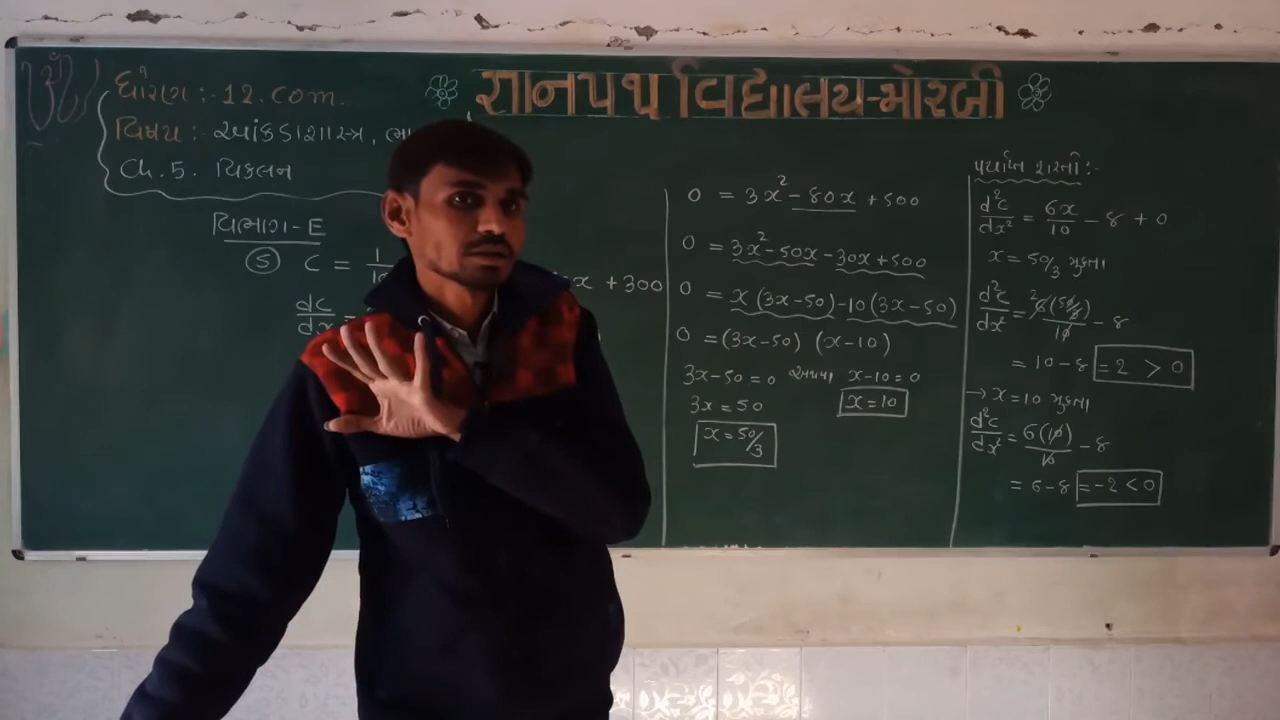 ૐ
જ્ઞાનપથ વિદ્યાલય-મોરબી
ધોરણ :- 12.com.
વિષય :- આંકડાશાસ્ત્ર,
Ch. 5. વિકલન
વિભાગ-E
⑤ C =
x + 300
dc/dx =
0 = 3x² - 80x + 500
0 = 3x² - 50x - 30x + 500
0 = x(3x-50) - 10(3x-50)
0 = (3x-50) (x-10)
3x-50=0 અથવા x-10=0
3x = 50 x=10
x = 50/3
પર્યાપ્ત શરતો :-
d²c/dx² = 6x/10 - 8 + 0
x = 50/3 મુકતા
d²c/dx² = 6(50/3)/10 - 8
= 10 - 8 = 2 > 0
→ x = 10 મુકતા
d²c/dx² = 6(10)/10 - 8
= 6 - 8 = -2 < 0